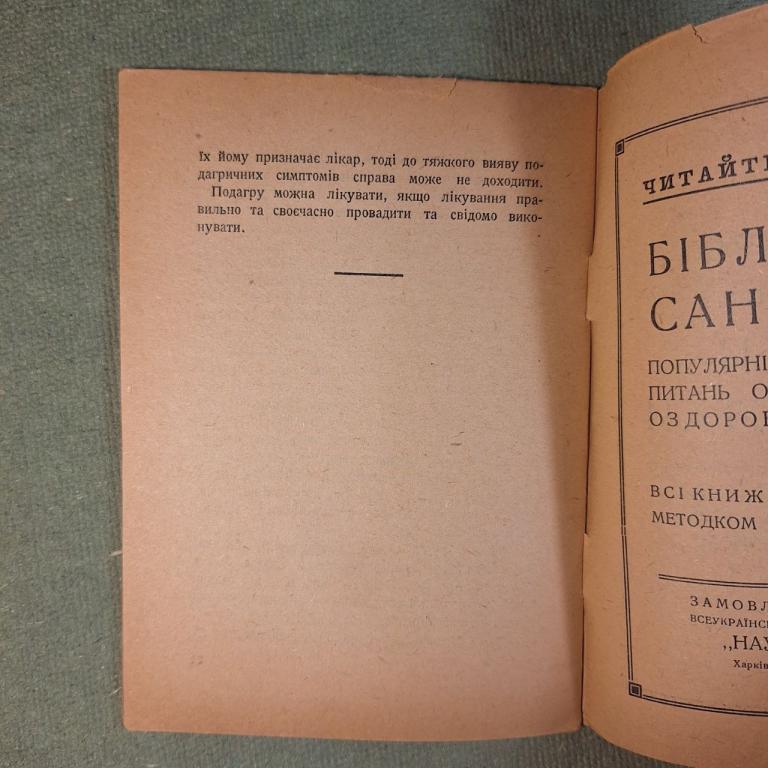 їх йому призначає лікар, тоді до тяжкого вияву по-
дагричних симптомів справа може не доходити.
Подагру можна лікувати, якщо лікування пра-
вильно та своєчасно провадити та свідомо вико-
нувати.
ЧИТАЙТЕ
БІБЛ
САН
ПОПУЛЯРНІ
ПИТАНЬ О
ОЗДОРОВ
ВСІ КНИЖ
МЕТОДКОМ
ЗАМОВЛ
ВСЕУКРАЇНС
„НАУ
Харків